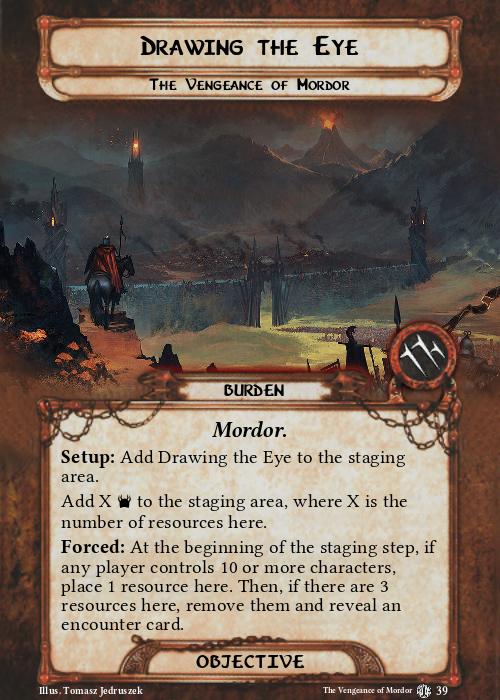 Drawing the Eye
The Vengeance of Mordor
BURDEN
Mordor.
Setup: Add Drawing the Eye to the staging
area.
Add X to the staging area, where X is the
number of resources here.
Forced: At the beginning of the staging step, if
any player controls 10 or more characters,
place 1 resource here. Then, if there are 3
resources here, remove them and reveal an
encounter card.
OBJECTIVE
Illus. Tomasz Jedruszek
The Vengeance of Mordor 39